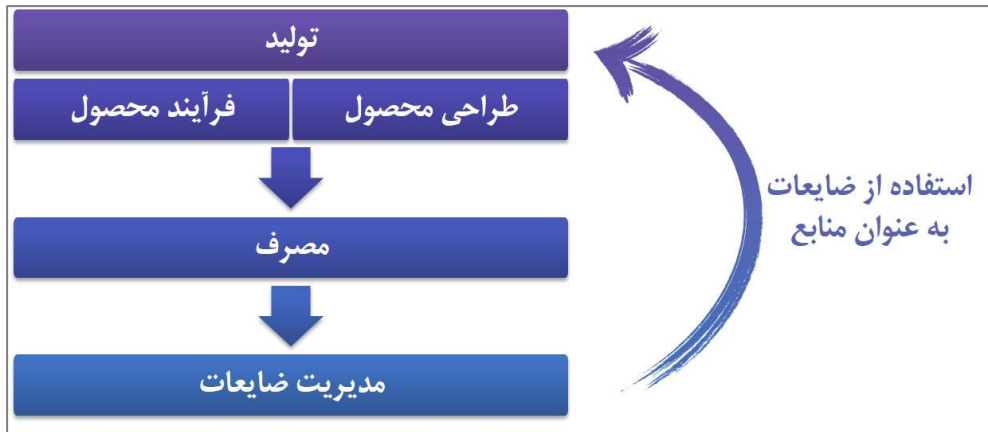 تولید
طراحی محصول
فرآیند محصول
مصرف
مدیریت ضایعات
استفاده از ضایعات
به عنوان منابع